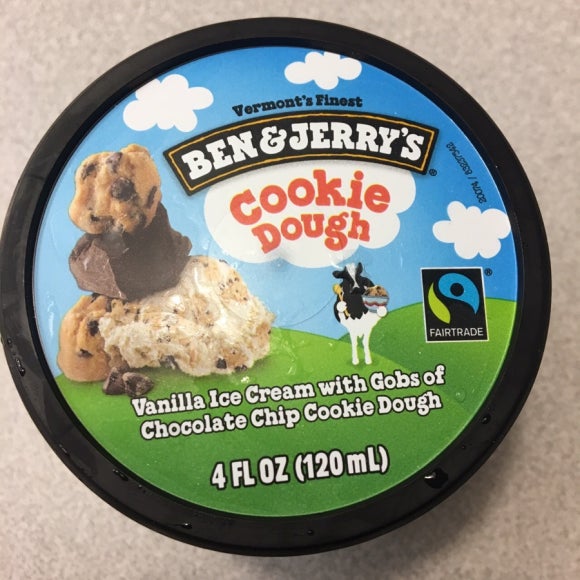 Vermont's Finest
BEN & JERRY'S®
Cookie
Dough
FAIRTRADE
®
Vanilla Ice Cream with Gobs of
Chocolate Chip Cookie Dough
4 FL OZ (120 mL)